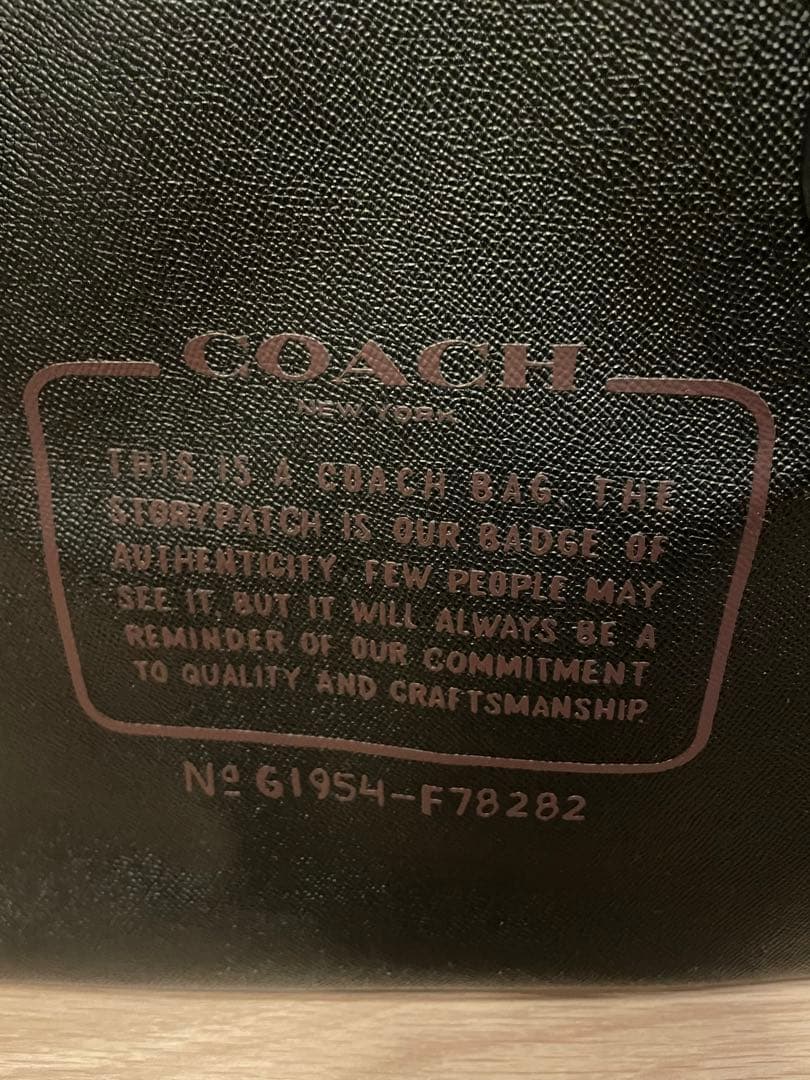 COACH
NEW YORK
THIS IS A COACH BAG. THE
STORYPATCH IS OUR BADGE OF
AUTHENTICITY. FEW PEOPLE MAY
SEE IT, BUT IT WILL ALWAYS BE A
REMINDER OF OUR COMMITMENT
TO QUALITY AND CRAFTSMANSHIP.
Nº G1954-F78282